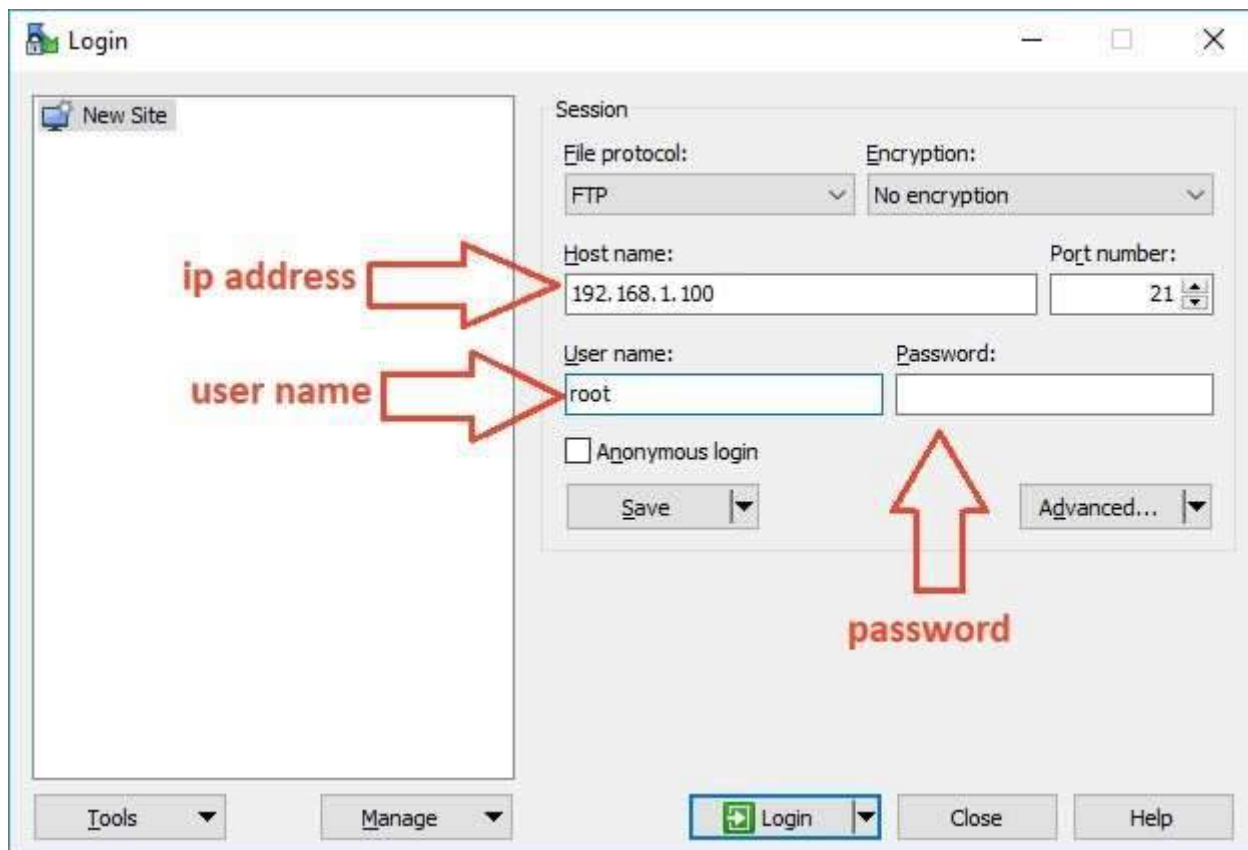 Login
New Site
Session
File protocol: Encryption:
FTP No encryption
Host name: Port number:
ip address 192.168.1.100 21
User name: Password:
user name root
Anonymous login
Save Advanced...
password
Tools Manage Login Close Help